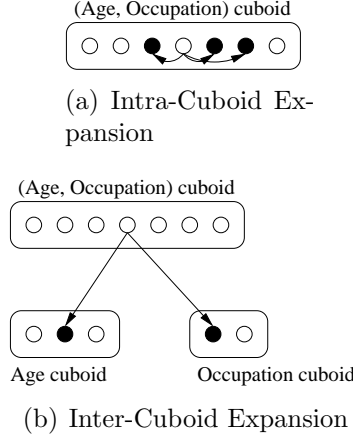 (Age, Occupation) cuboid
(a) Intra-Cuboid Ex-
pansion
(Age, Occupation) cuboid
Age cuboid
Occupation cuboid
(b) Inter-Cuboid Expansion